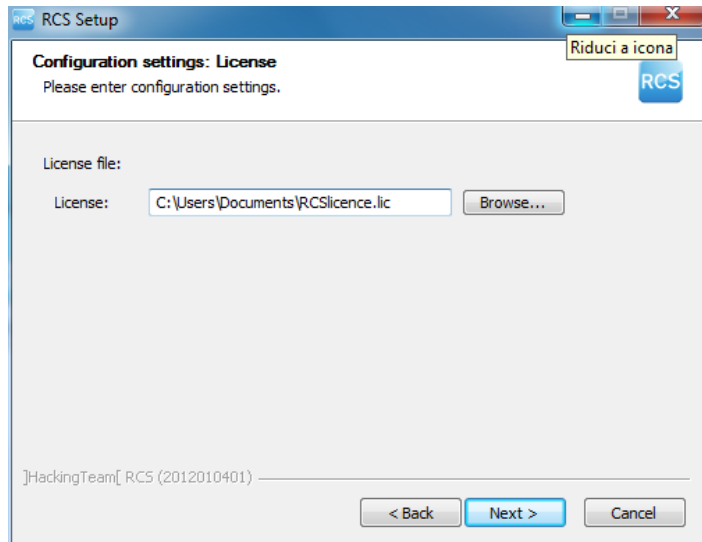 RCS RCS Setup
Riduci a icona
Configuration settings: License
Please enter configuration settings.
RCS
License file:
License: C:\Users\Documents\RCSlicence.lic Browse...
]HackingTeam[ RCS (2012010401)
< Back Next > Cancel